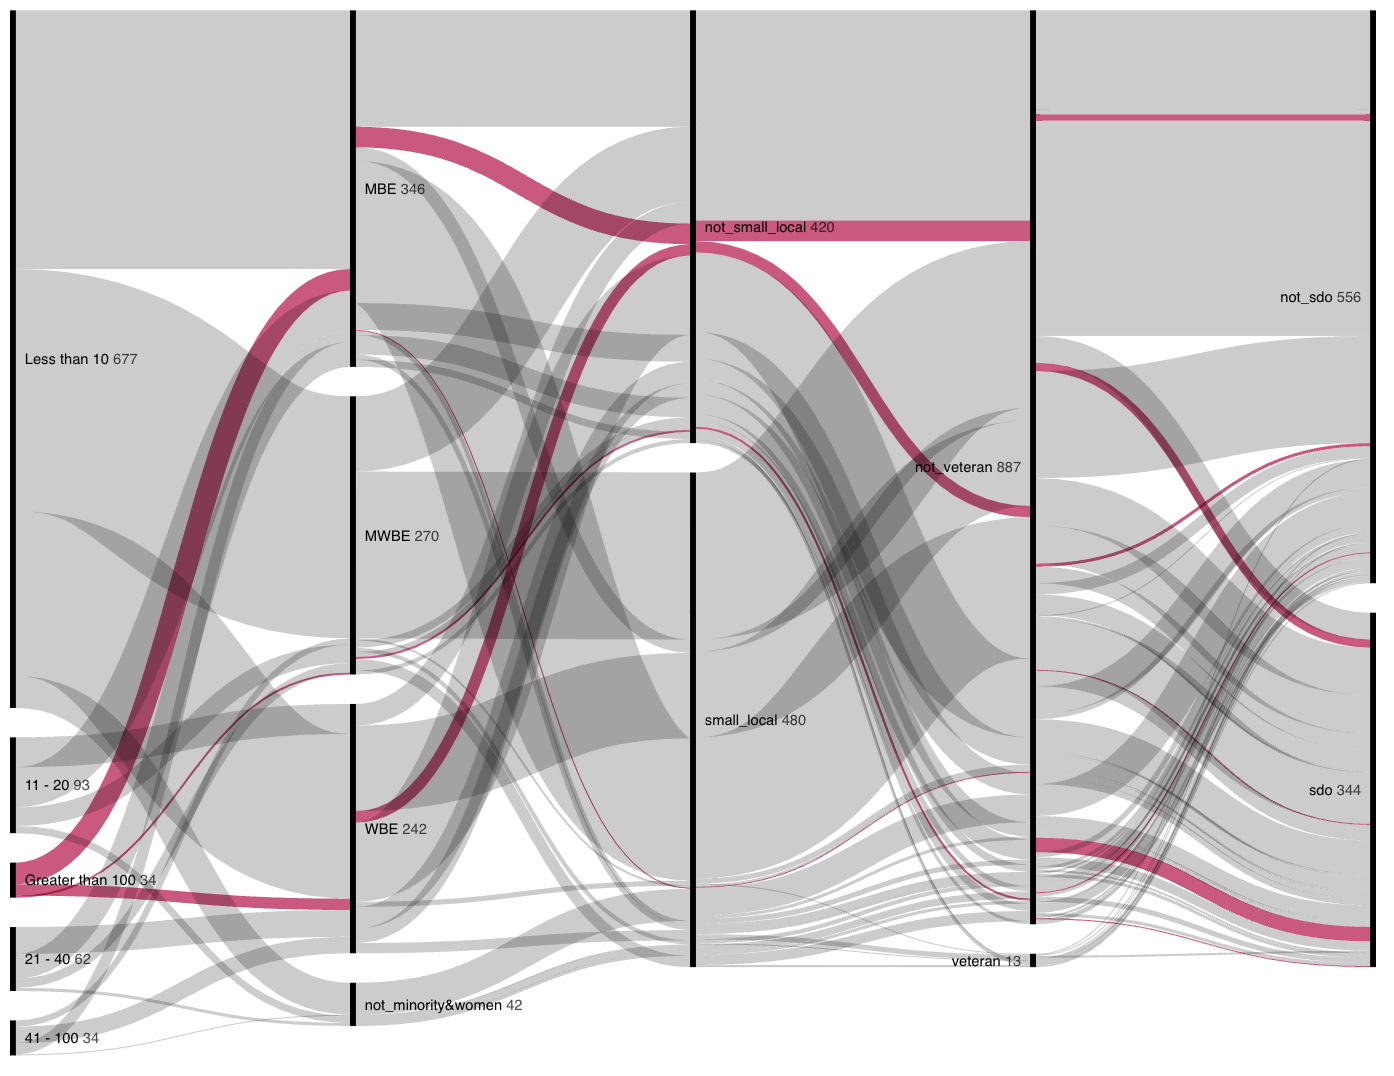 Less than 10 677
11 - 20 93
Greater than 100 34
21 - 40 62
41 - 100 34
MBE 346
MWBE 270
WBE 242
not_minority&women 42
not_small_local 420
small_local 480
not_veteran 887
veteran 13
not_sdo 556
sdo 344